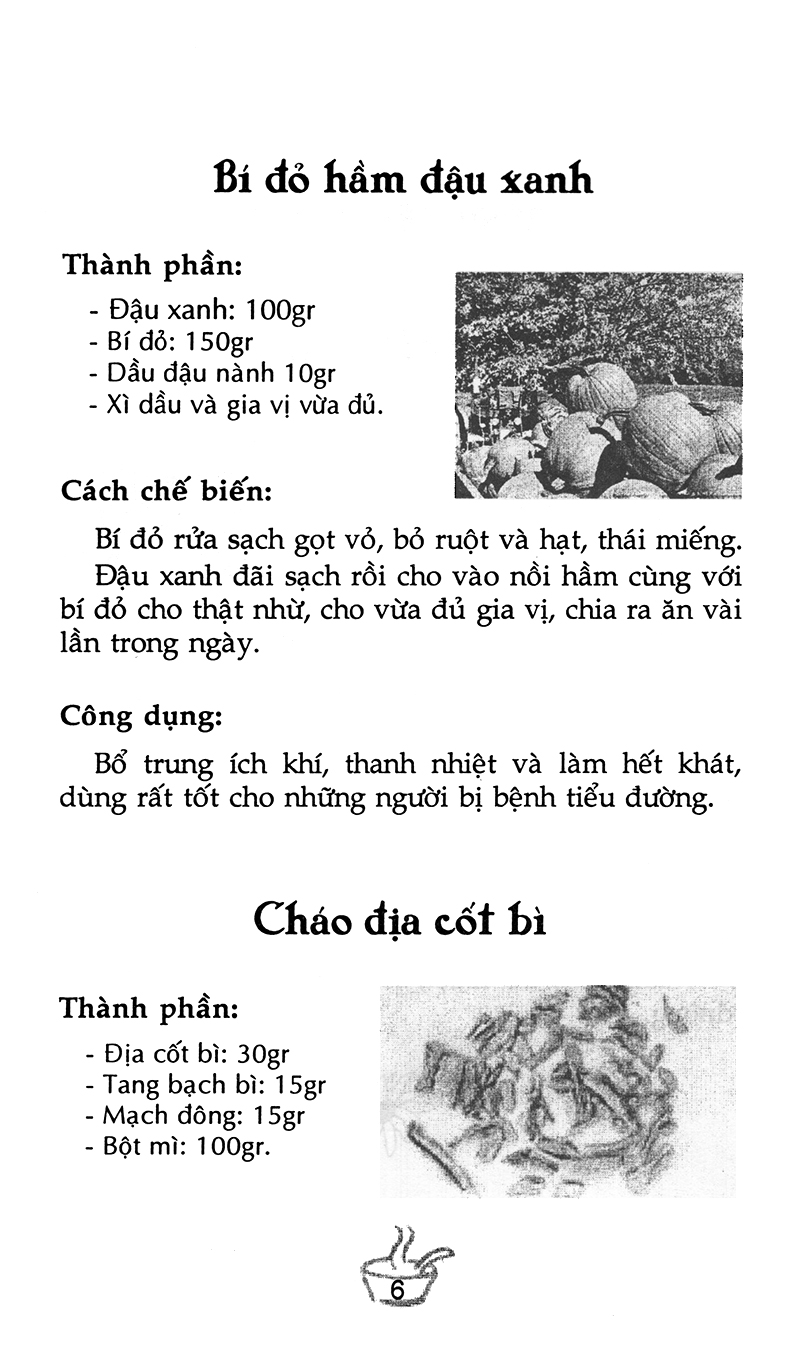 Bí đỏ hầm đậu xanh
Thành phần:
- Đậu xanh: 100gr
- Bí đỏ: 150gr
- Dầu đậu nành 10gr
- Xì dầu và gia vị vừa đủ.
Cách chế biến:
Bí đỏ rửa sạch gọt vỏ, bỏ ruột và hạt, thái miếng.
Đậu xanh đãi sạch rồi cho vào nồi hầm cùng với
bí đỏ cho thật nhừ, cho vừa đủ gia vị, chia ra ăn vài
lần trong ngày.
Công dụng:
Bổ trung ích khí, thanh nhiệt và làm hết khát,
dùng rất tốt cho những người bị bệnh tiểu đường.
Cháo địa cốt bì
Thành phần:
- Địa cốt bì: 30gr
- Tang bạch bì: 15gr
- Mạch đông: 15gr
- Bột mì: 100gr.
6